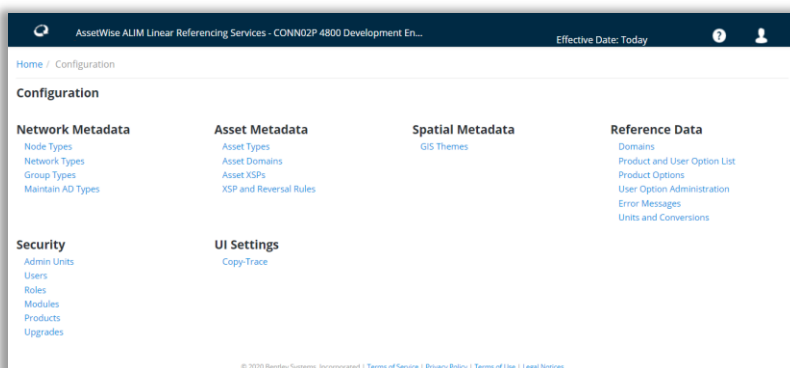 AssetWise ALIM Linear Referencing Services - CONN02P 4800 Development En...
Effective Date: Today
?
Home / Configuration
Configuration
Network Metadata
Node Types
Network Types
Group Types
Maintain AD Types
Asset Metadata
Asset Types
Asset Domains
Asset XSPs
XSP and Reversal Rules
Spatial Metadata
GIS Themes
Reference Data
Domains
Product and User Option List
Product Options
User Option Administration
Error Messages
Units and Conversions
Security
Admin Units
Users
Roles
Modules
Products
Upgrades
UI Settings
Copy-Trace
© 2020 Bentley Systems, Incorporated | Terms of Service | Privacy Policy | Terms of Use | Legal Notices